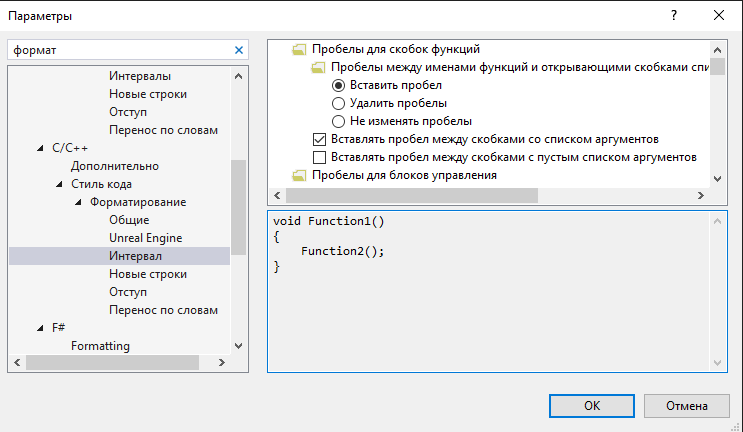 Параметры
?
формат
Интервалы
Новые строки
Отступ
Перенос по словам
C/C++
Дополнительно
Стиль кода
Форматирование
Общие
Unreal Engine
Интервал
Новые строки
Отступ
Перенос по словам
F#
Formatting
Пробелы для скобок функций
Пробелы между именами функций и открывающими скобками спи
Вставить пробел
Удалить пробелы
Не изменять пробелы
Вставлять пробел между скобками со списком аргументов
Вставлять пробел между скобками с пустым списком аргументов
Пробелы для блоков управления
void Function1()
{
Function2();
}
OK
Отмена